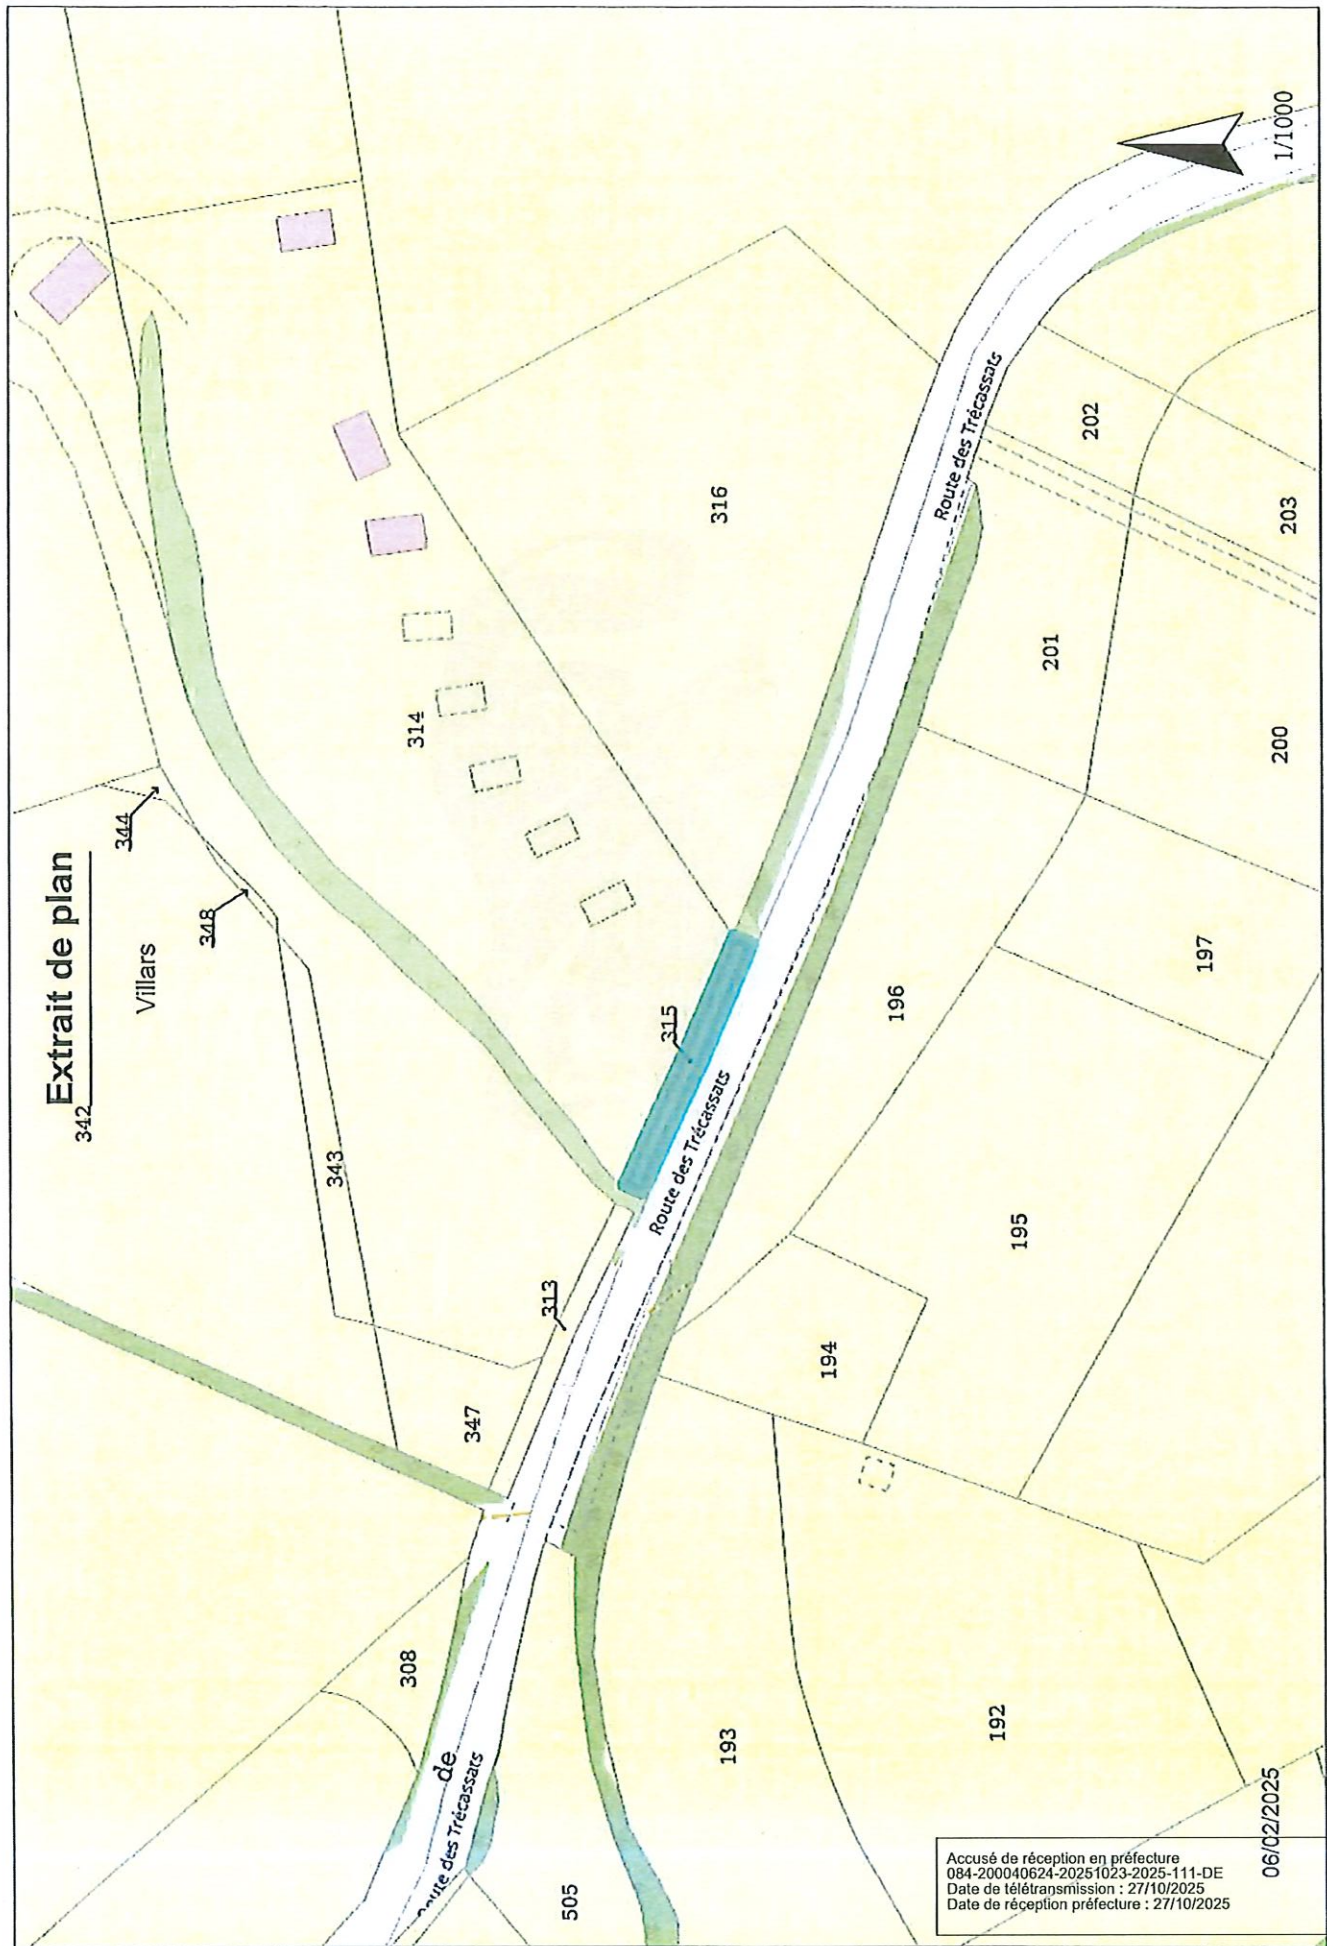 Extrait de plan
342
Villars
344
348
343
314
316
315
313
347
308
Route des Trécassats
Route des Trécassats
de
Route des Trécassats
202
203
201
200
196
197
195
194
193
192
505
1/1000
06/02/2025
Accusé de réception en préfecture
084-200040624-20251023-2025-111-DE
Date de télétransmission : 27/10/2025
Date de réception préfecture : 27/10/2025